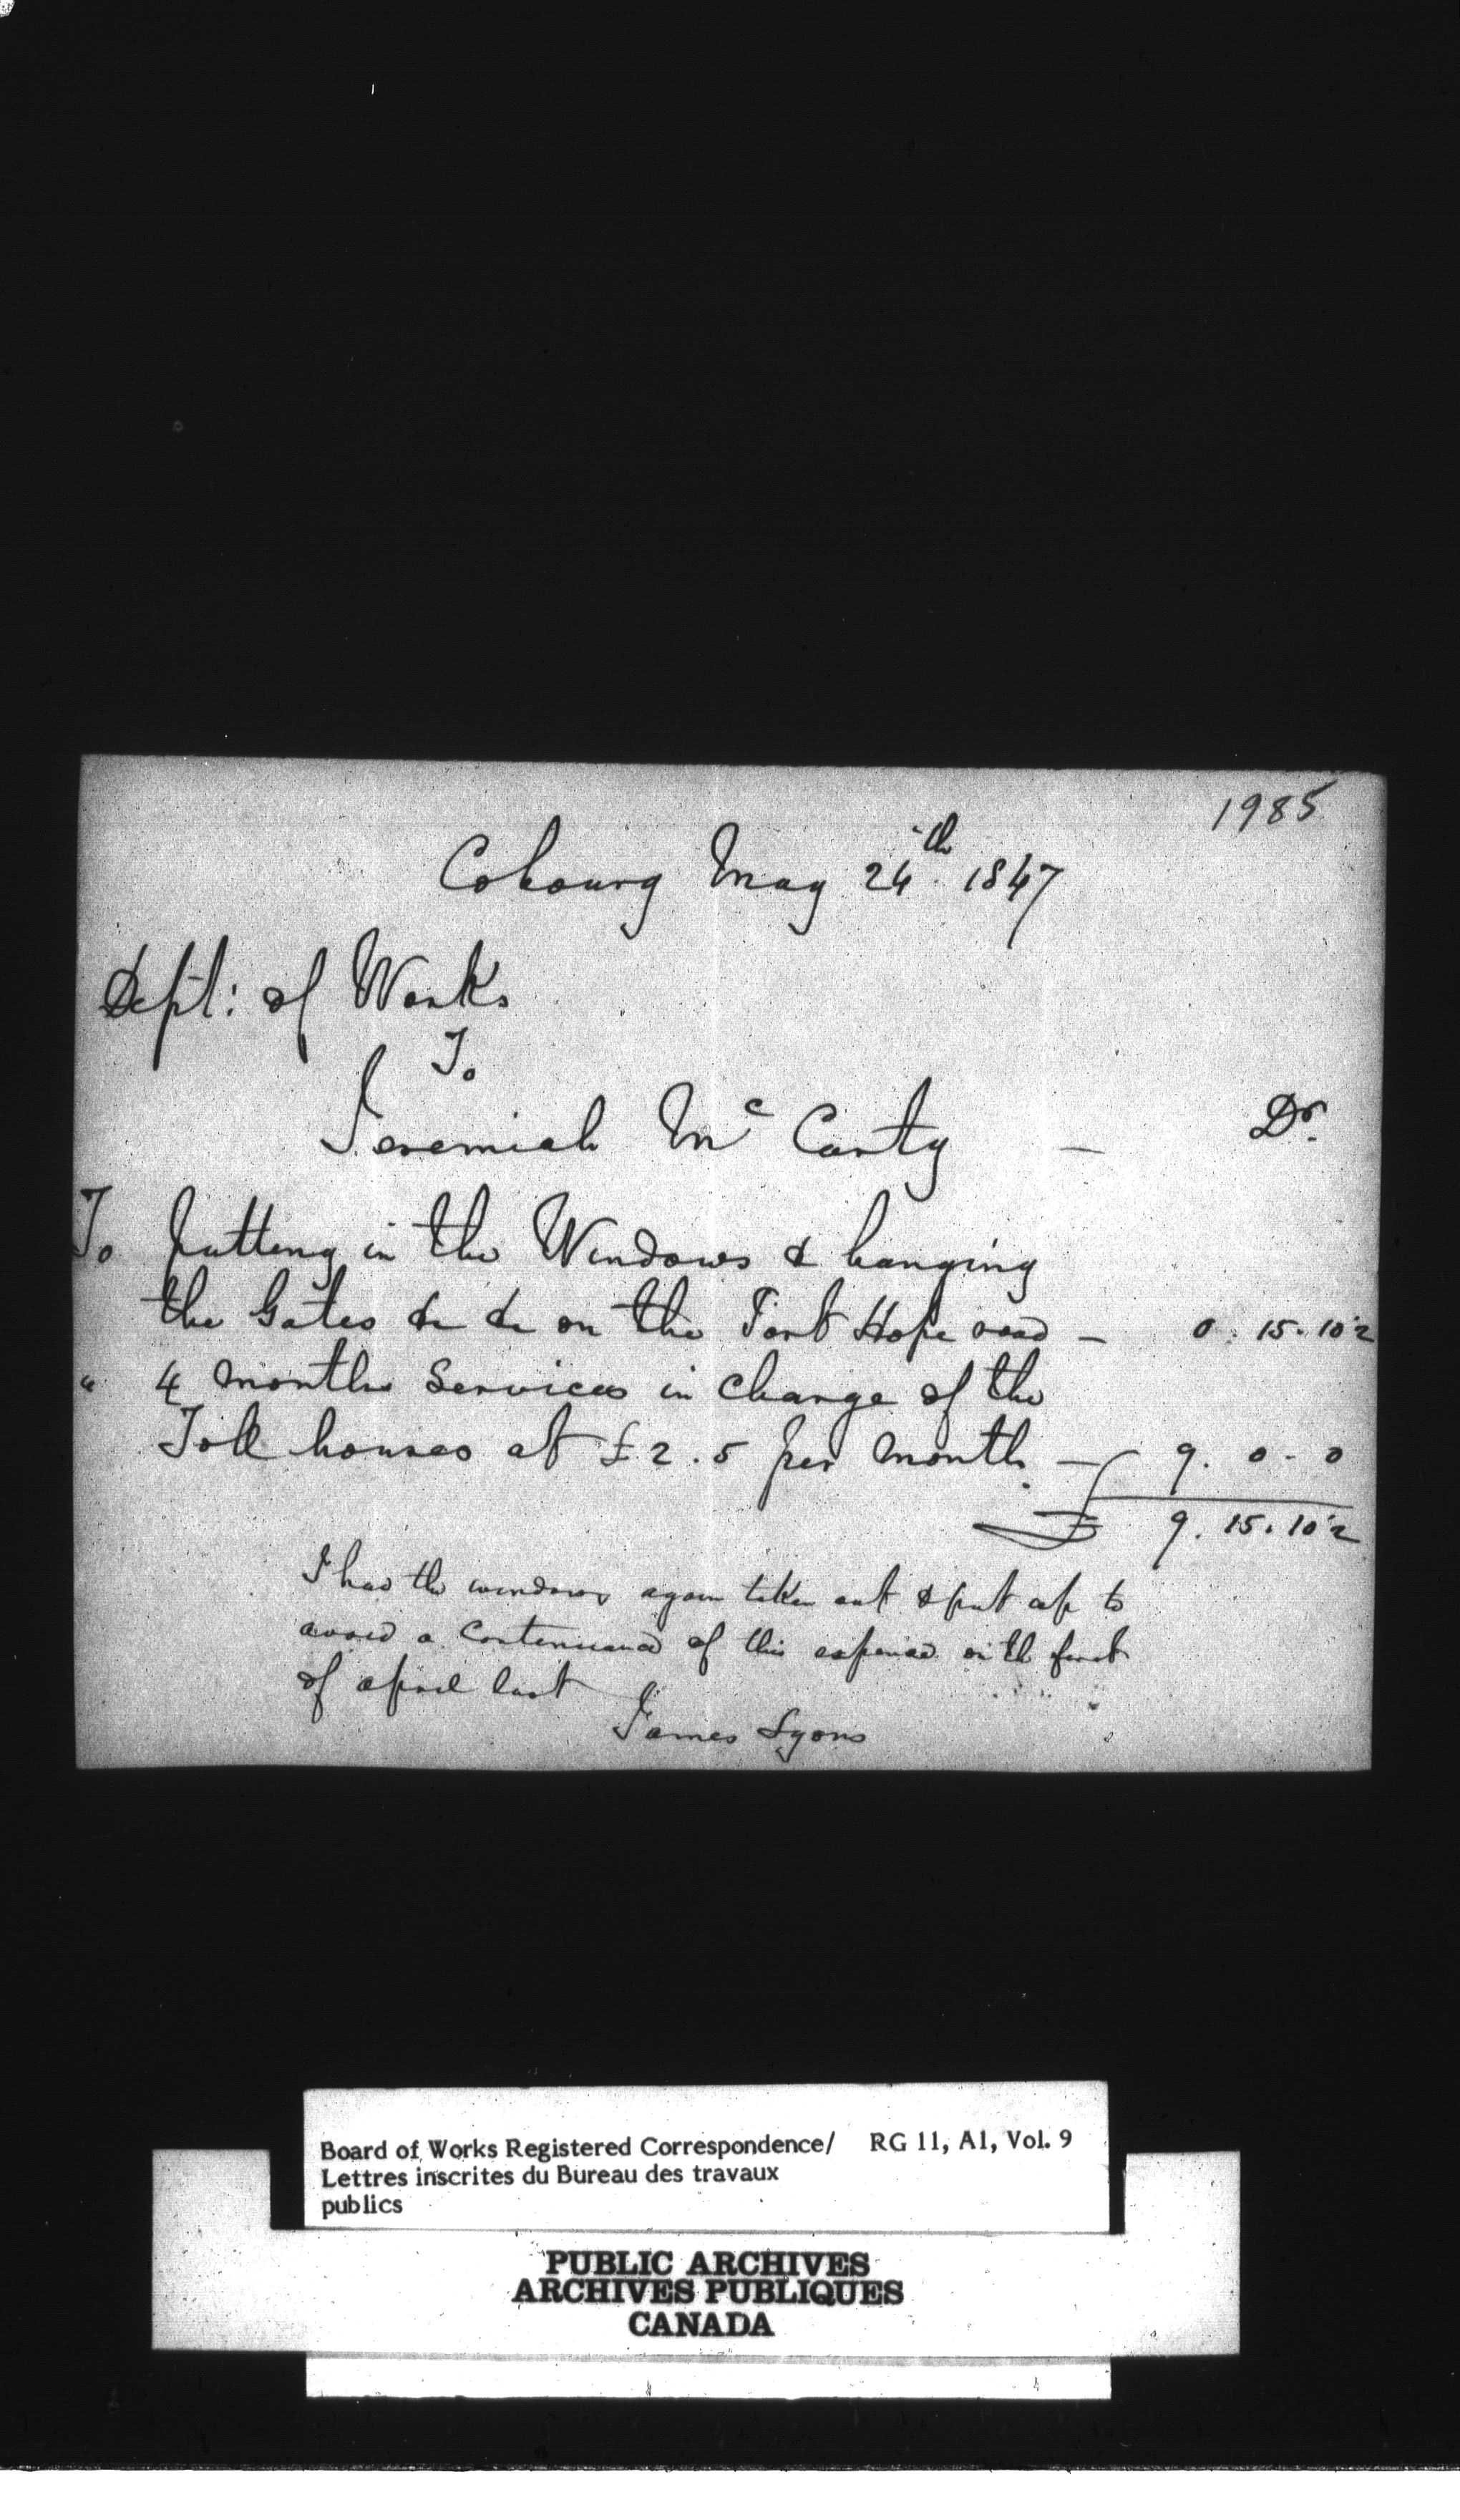 1985
Cobourg May 24th 1847
Dept: of Works
To
Jeremiah Mc Carty — Dr.
To putting in the Windows & hanging
the Gates &c &c on the Port Hope road — 0. 15. 10½
" 4 months Services in charge of the
Toll houses at £2.5 per month — 9. 0 - 0
£ 9. 15. 10½
I had the windows again taken out & put up to
avoid a continuance of this expense on the first
of april last
James Lyons
Board of Works Registered Correspondence/ RG 11, A1, Vol. 9
Lettres inscrites du Bureau des travaux
publics
PUBLIC ARCHIVES
ARCHIVES PUBLIQUES
CANADA